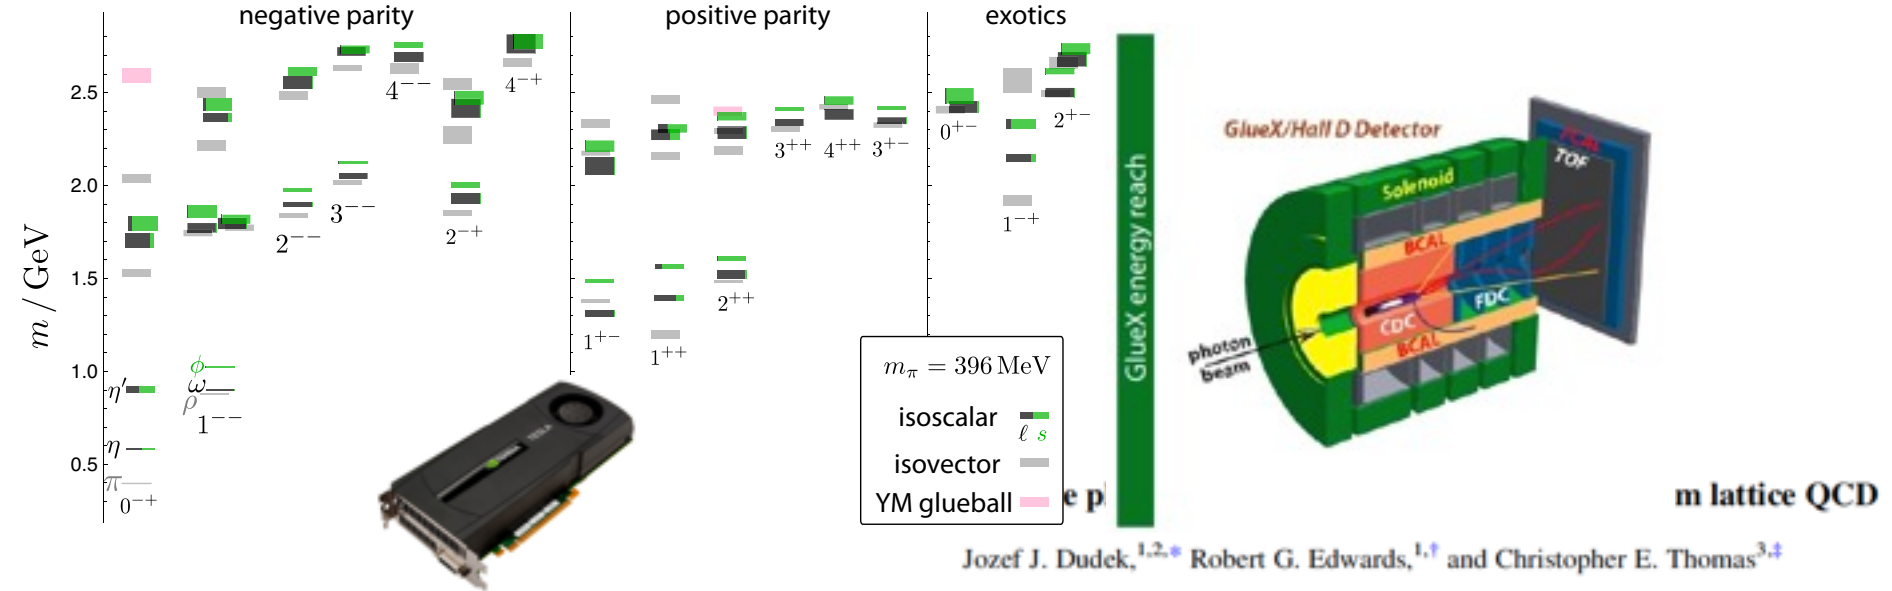 negative parity
positive parity
exotics
m / GeV
2.5
2.0
1.5
1.0
0.5
4⁻⁻
4⁻⁺
2⁻⁻
3⁻⁻
2⁻⁺
ϕ
ω
ρ
1⁻⁻
η′
η
π
0⁻⁺
3⁺⁺
4⁺⁺
3⁺⁻
2⁺⁺
1⁺⁻
1⁺⁺
0⁺⁻
2⁺⁻
1⁻⁺
mπ = 396 MeV
isoscalar
ℓ s
isovector
YM glueball
TESLA
GlueX energy reach
GlueX/Hall D Detector
FCAL
TOF
Solenoid
BCAL
FDC
CDC
BCAL
photon
beam
e p
m lattice QCD
Jozef J. Dudek,¹,²,* Robert G. Edwards,¹,† and Christopher E. Thomas³,‡